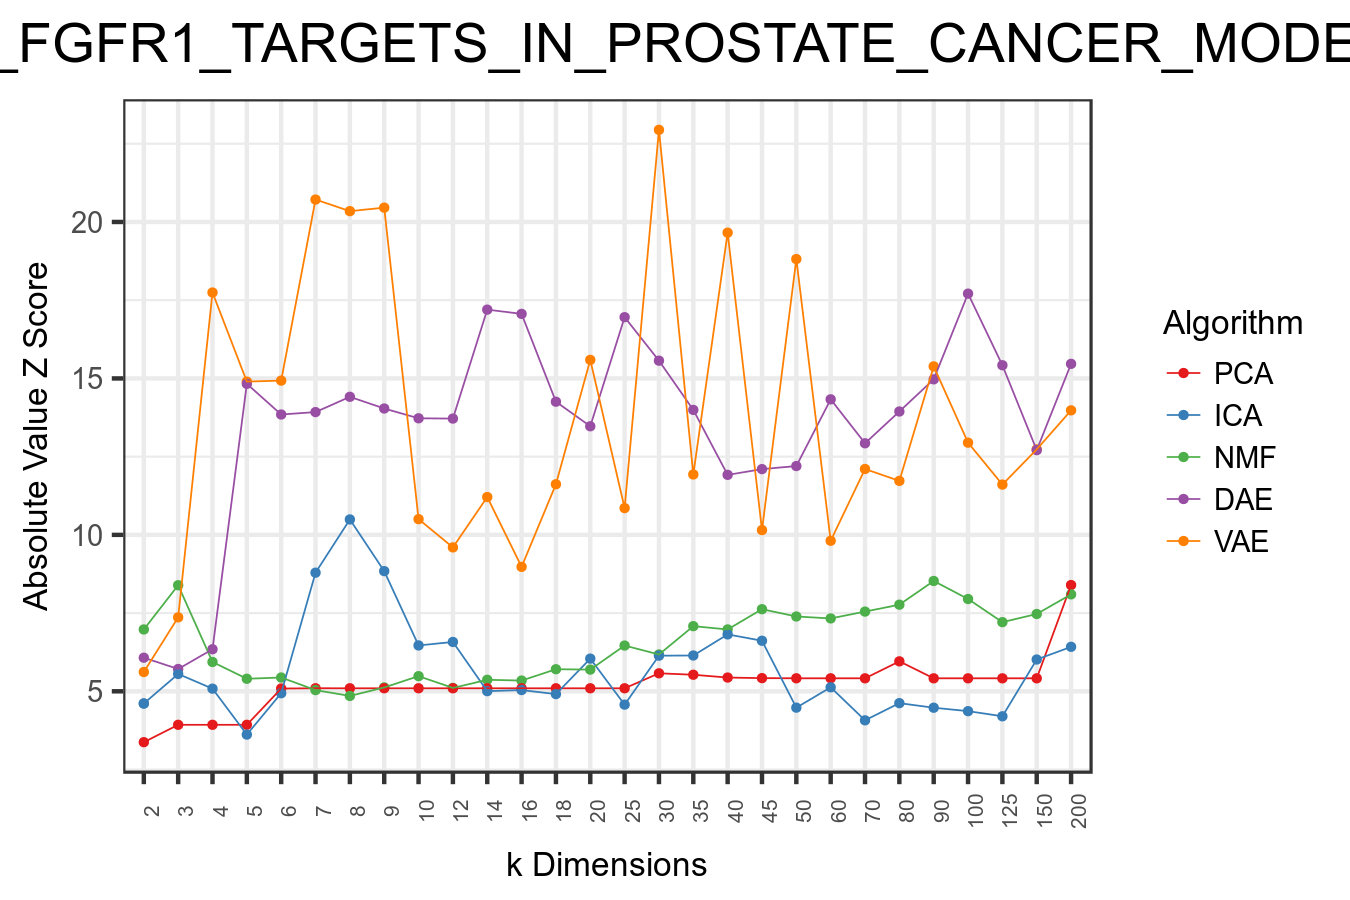 _FGFR1_TARGETS_IN_PROSTATE_CANCER_MODE
20
15
10
5
Absolute Value Z Score
2 3 4 5 6 7 8 9 10 12 14 16 18 20 25 30 35 40 45 50 60 70 80 90 100 125 150 200
k Dimensions
Algorithm
PCA
ICA
NMF
DAE
VAE